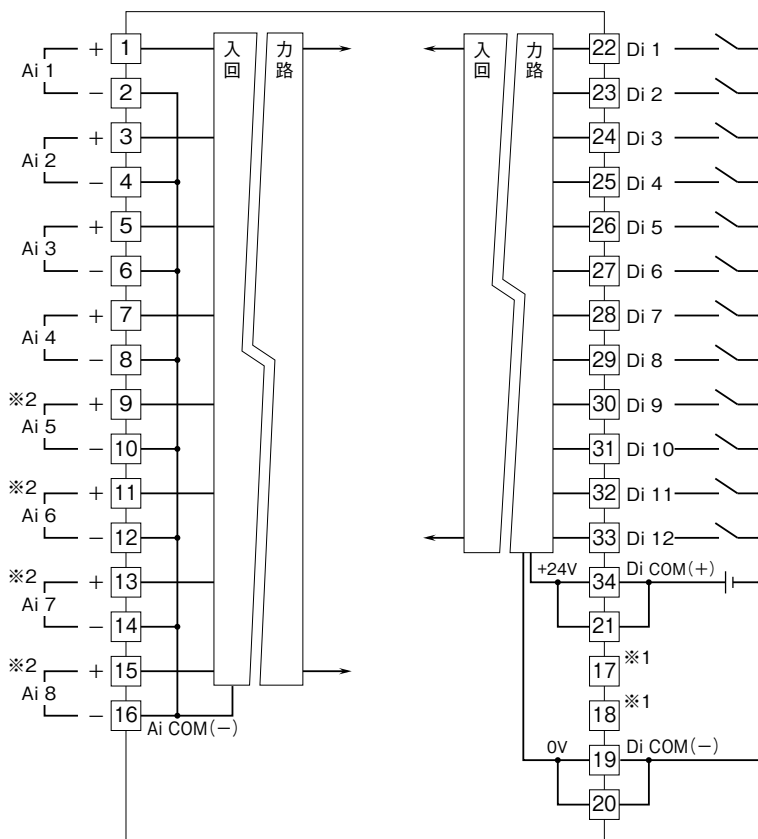 Ai 1
+ 1
− 2
Ai 2
+ 3
− 4
Ai 3
+ 5
− 6
Ai 4
+ 7
− 8
※2
Ai 5
+ 9
− 10
※2
Ai 6
+ 11
− 12
※2
Ai 7
+ 13
− 14
※2
Ai 8
+ 15
− 16
Ai COM(−)
入 力
回 路
入 力
回 路
22 Di 1
23 Di 2
24 Di 3
25 Di 4
26 Di 5
27 Di 6
28 Di 7
29 Di 8
30 Di 9
31 Di 10
32 Di 11
33 Di 12
+24V 34 Di COM(+)
21
17 ※1
18 ※1
0V 19 Di COM(−)
20